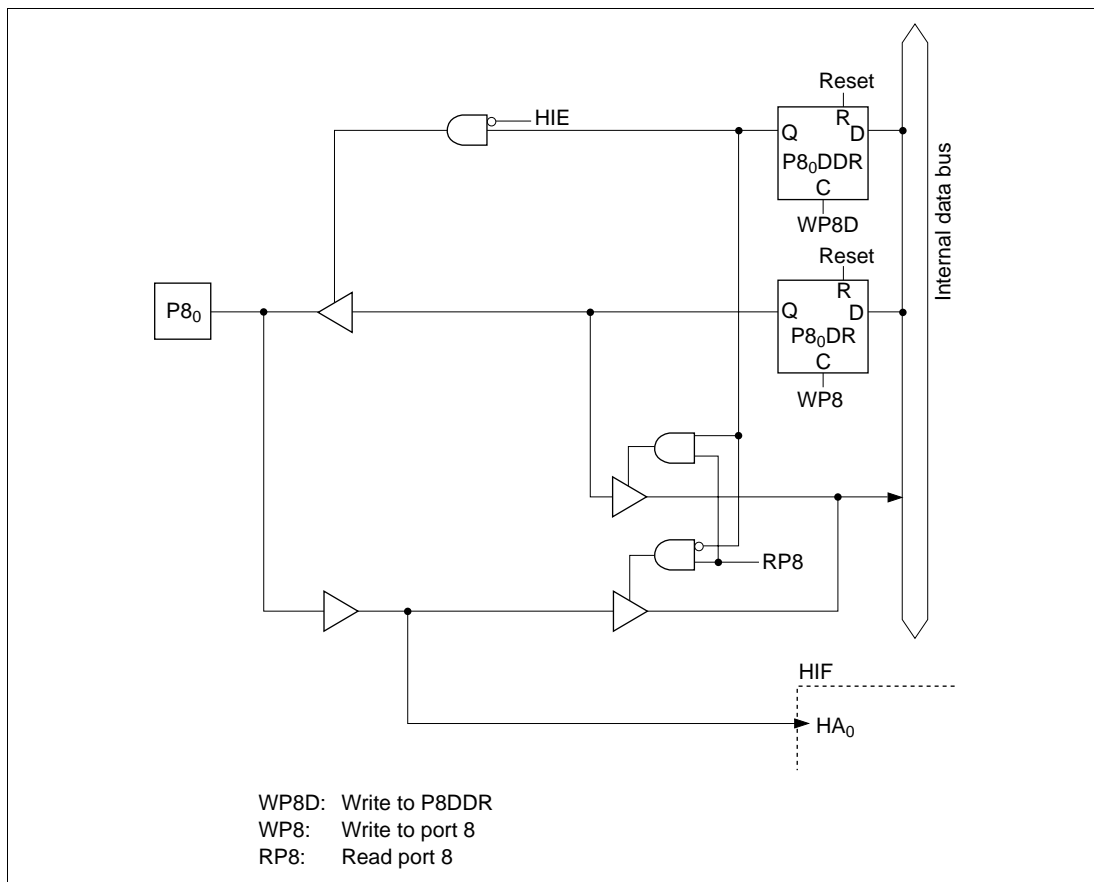 Reset
HIE
R
Q
D
P8₀DDR
C
WP8D
Reset
Internal data bus
R
P8₀
Q
D
P8₀DR
C
WP8
RP8
HIF
HA₀
WP8D: Write to P8DDR
WP8: Write to port 8
RP8: Read port 8